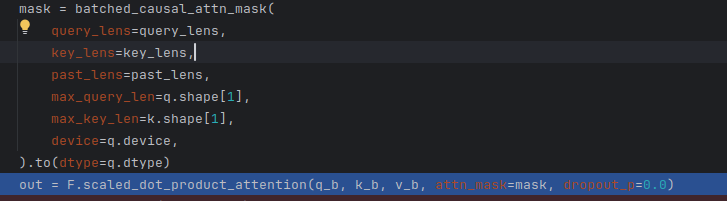 mask = batched_causal_attn_mask(
query_lens=query_lens,
key_lens=key_lens,
past_lens=past_lens,
max_query_len=q.shape[1],
max_key_len=k.shape[1],
device=q.device,
).to(dtype=q.dtype)
out = F.scaled_dot_product_attention(q_b, k_b, v_b, attn_mask=mask, dropout_p=0.0)